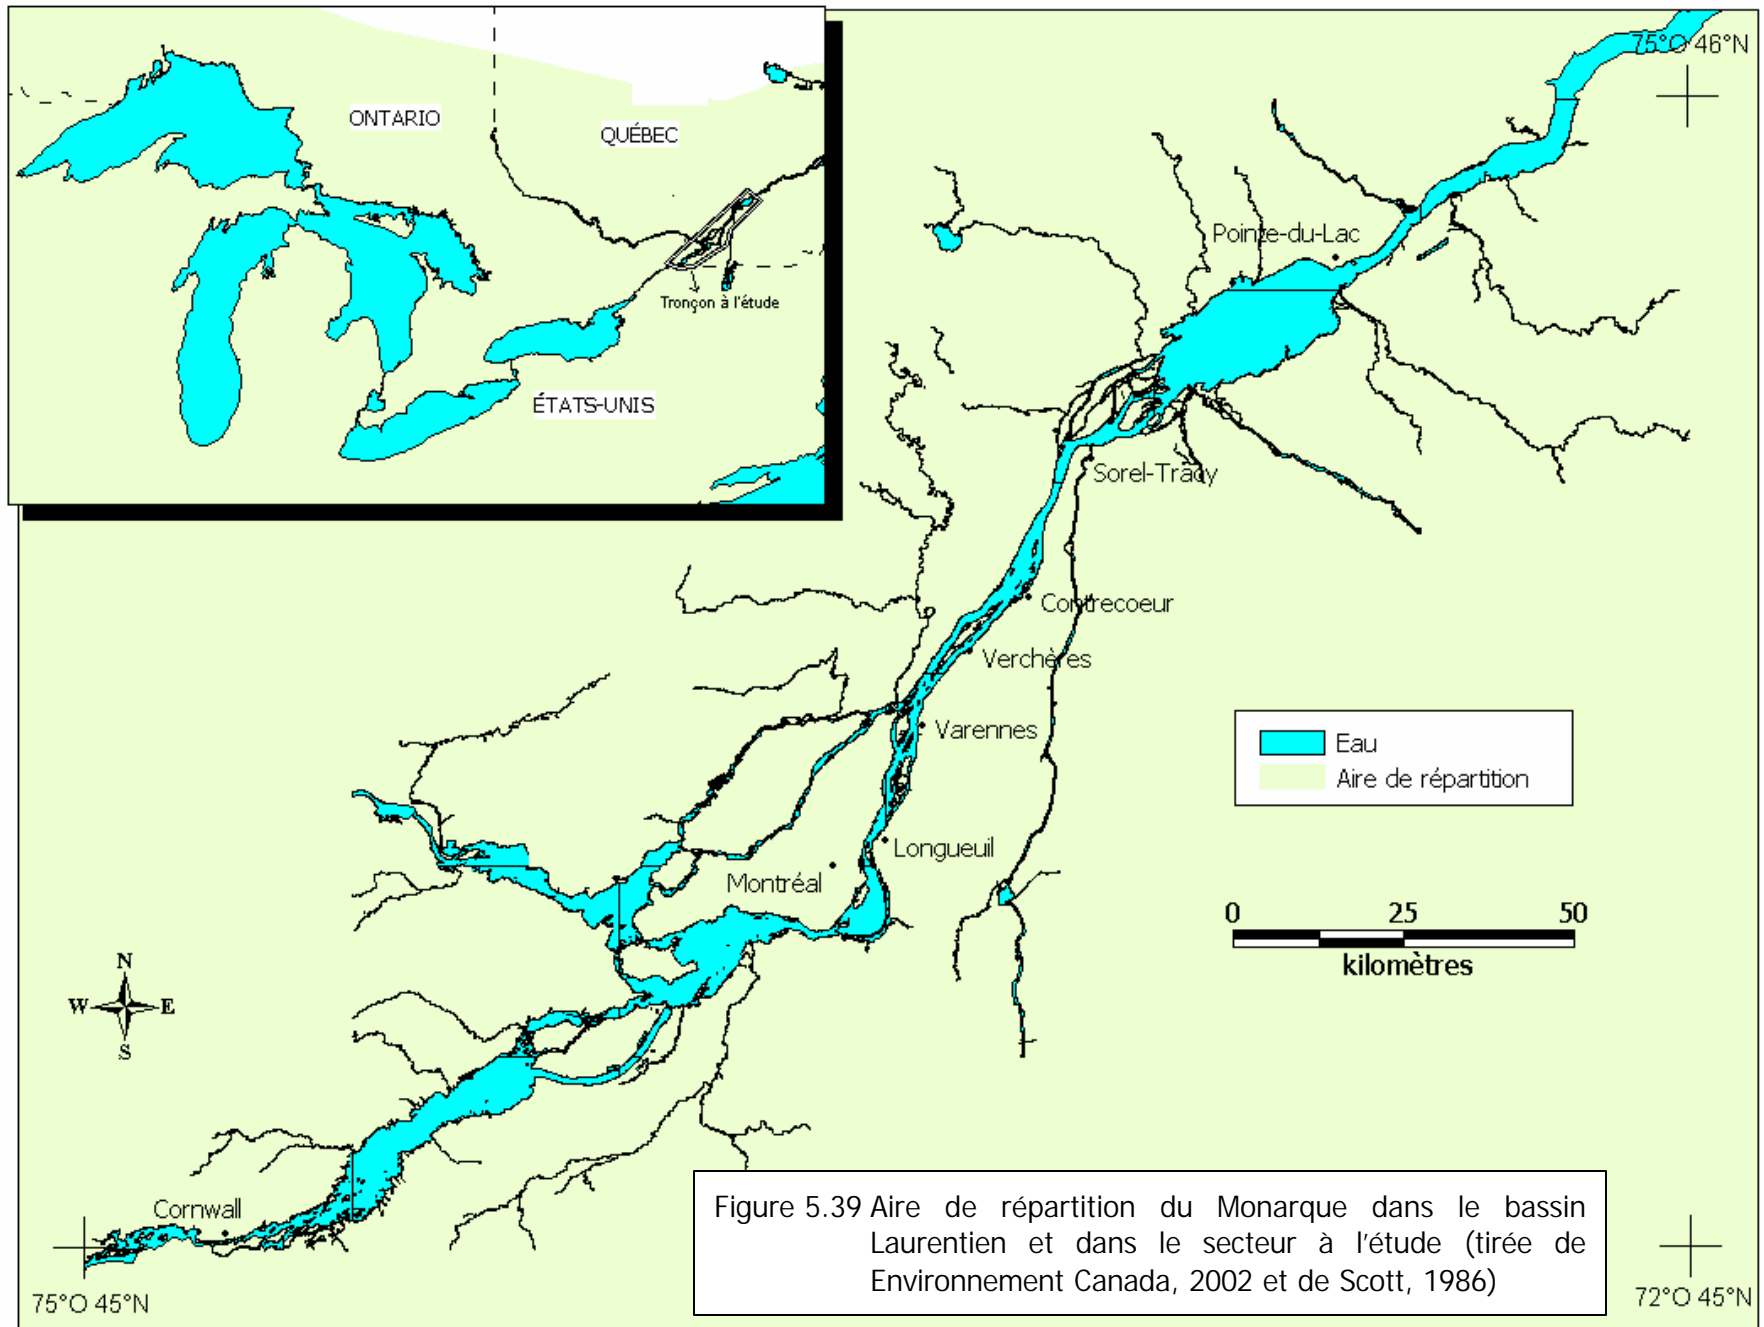 ONTARIO
QUÉBEC
Tronçon à l'étude
ÉTATS-UNIS
75°O 46°N
Pointe-du-Lac
Sorel-Tracy
Contrecoeur
Verchères
Varennes
Eau
Aire de répartition
Longueuil
Montréal
0 25 50
kilomètres
N
W E
S
Cornwall
75°O 45°N
Figure 5.39 Aire de répartition du Monarque dans le bassin
Laurentien et dans le secteur à l'étude (tirée de
Environnement Canada, 2002 et de Scott, 1986)
72°O 45°N